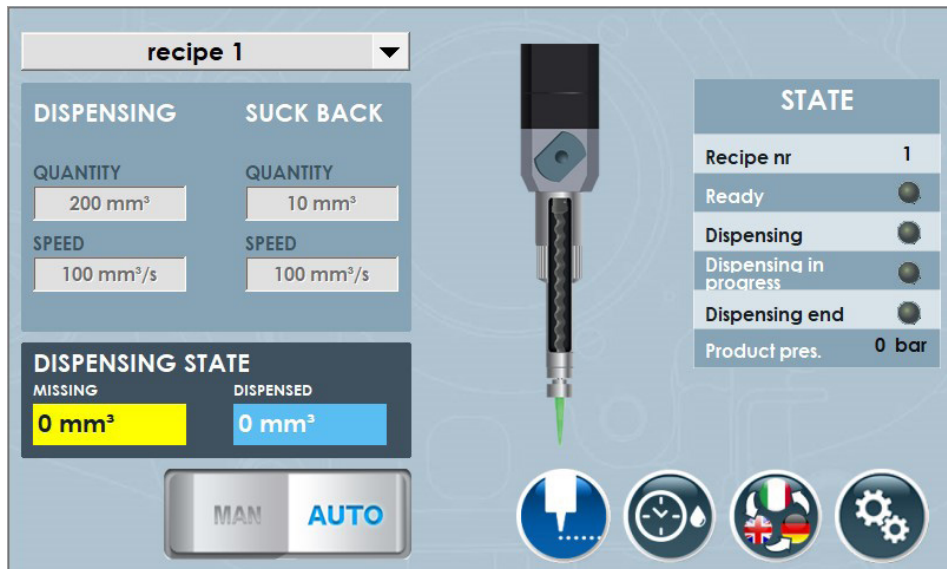 recipe 1
DISPENSING
SUCK BACK
QUANTITY
200 mm³
QUANTITY
10 mm³
SPEED
100 mm³/s
SPEED
100 mm³/s
DISPENSING STATE
MISSING
DISPENSED
0 mm³
0 mm³
MAN
AUTO
STATE
Recipe nr
1
Ready
Dispensing
Dispensing in
progress
Dispensing end
Product pres.
0 bar